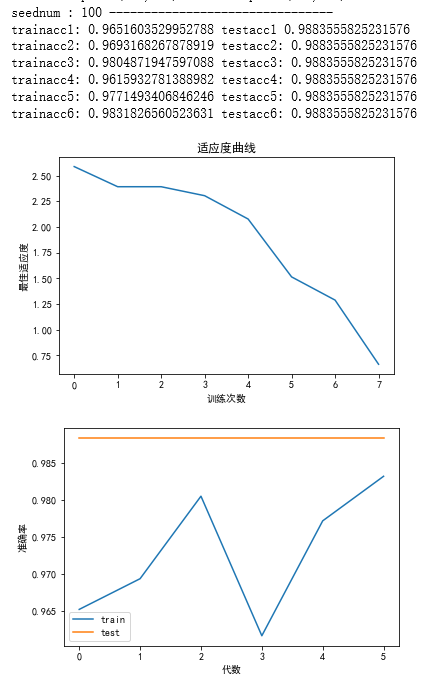 seednum : 100 --------------------------------
trainacc1: 0.9651603529952788 testacc1 0.9883555825231576
trainacc2: 0.9693168267878919 testacc2: 0.9883555825231576
trainacc3: 0.9804871947597088 testacc3: 0.9883555825231576
trainacc4: 0.9615932781388982 testacc4: 0.9883555825231576
trainacc5: 0.9771493406846246 testacc5: 0.9883555825231576
trainacc6: 0.9831826560523631 testacc6: 0.9883555825231576
适应度曲线
最佳适应度
2.50
2.25
2.00
1.75
1.50
1.25
1.00
0.75
0 1 2 3 4 5 6 7
训练次数
准确率
0.985
0.980
0.975
0.970
0.965
train
test
0 1 2 3 4 5
代数